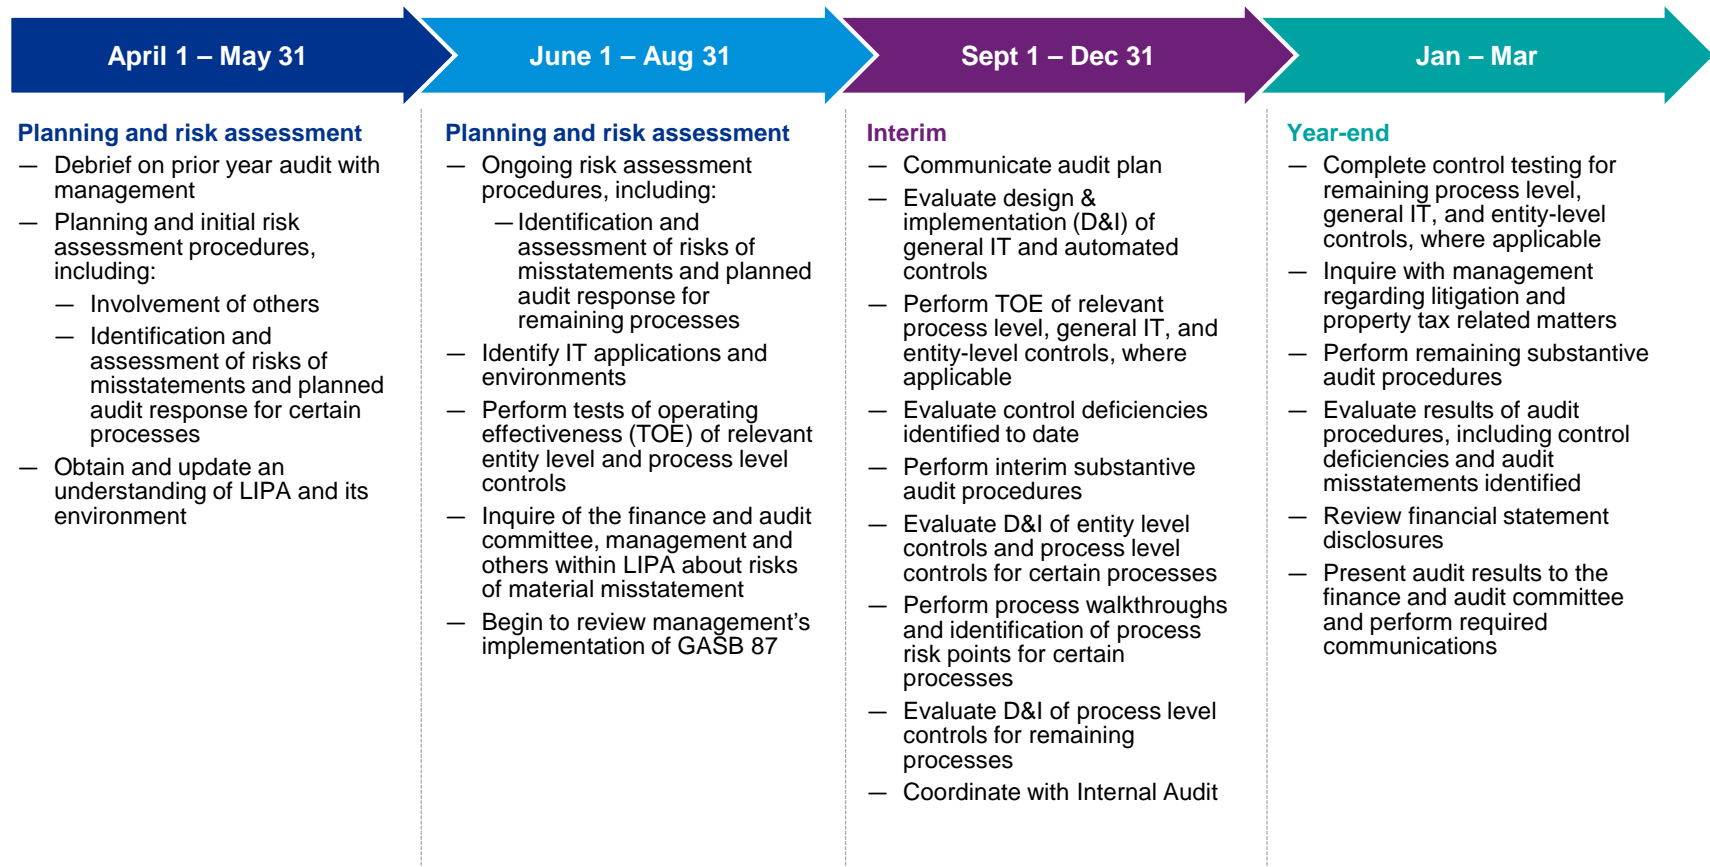 April 1 – May 31
June 1 – Aug 31
Sept 1 – Dec 31
Jan – Mar
Planning and risk assessment
— Debrief on prior year audit with
management
— Planning and initial risk
assessment procedures,
including:
— Involvement of others
— Identification and
assessment of risks of
misstatements and planned
audit response for certain
processes
— Obtain and update an
understanding of LIPA and its
environment
Planning and risk assessment
— Ongoing risk assessment
procedures, including:
— Identification and
assessment of risks of
misstatements and planned
audit response for
remaining processes
— Identify IT applications and
environments
— Perform tests of operating
effectiveness (TOE) of relevant
entity level and process level
controls
— Inquire of the finance and audit
committee, management and
others within LIPA about risks
of material misstatement
— Begin to review management’s
implementation of GASB 87
Interim
— Communicate audit plan
— Evaluate design &
implementation (D&I) of
general IT and automated
controls
— Perform TOE of relevant
process level, general IT, and
entity-level controls, where
applicable
— Evaluate control deficiencies
identified to date
— Perform interim substantive
audit procedures
— Evaluate D&I of entity level
controls and process level
controls for certain processes
— Perform process walkthroughs
and identification of process
risk points for certain
processes
— Evaluate D&I of process level
controls for remaining
processes
— Coordinate with Internal Audit
Year-end
— Complete control testing for
remaining process level,
general IT, and entity-level
controls, where applicable
— Inquire with management
regarding litigation and
property tax related matters
— Perform remaining substantive
audit procedures
— Evaluate results of audit
procedures, including control
deficiencies and audit
misstatements identified
— Review financial statement
disclosures
— Present audit results to the
finance and audit committee
and perform required
communications